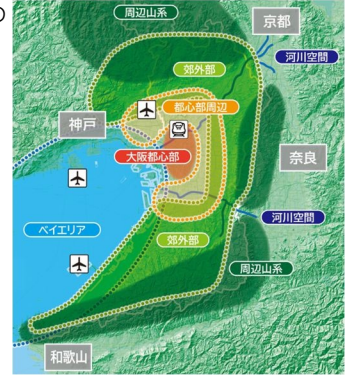 の
周辺山系
京都
河川空間
郊外部
都心部周辺
神戸
大阪都心部
奈良
ベイエリア
河川空間
郊外部
周辺山系
和歌山